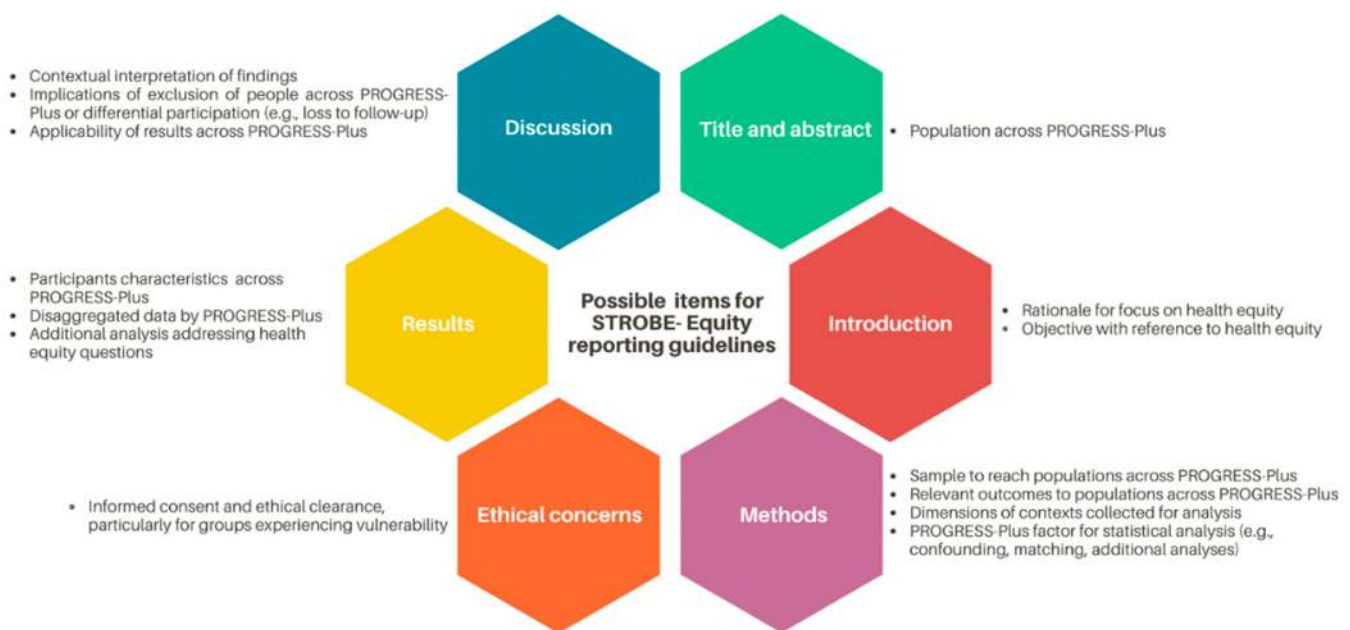 Discussion
• Contextual interpretation of findings
• Implications of exclusion of people across PROGRESS-
Plus or differential participation (e.g., loss to follow-up)
• Applicability of results across PROGRESS-Plus
Title and abstract
• Population across PROGRESS-Plus
Results
• Participants characteristics across
PROGRESS-Plus
• Disaggregated data by PROGRESS-Plus
• Additional analysis addressing health
equity questions
Possible items for
STROBE- Equity
reporting guidelines
Introduction
• Rationale for focus on health equity
• Objective with reference to health equity
Ethical concerns
• Informed consent and ethical clearance,
particularly for groups experiencing vulnerability
Methods
• Sample to reach populations across PROGRESS-Plus
• Relevant outcomes to populations across PROGRESS-Plus
• Dimensions of contexts collected for analysis
• PROGRESS-Plus factor for statistical analysis (e.g.,
confounding, matching, additional analyses)